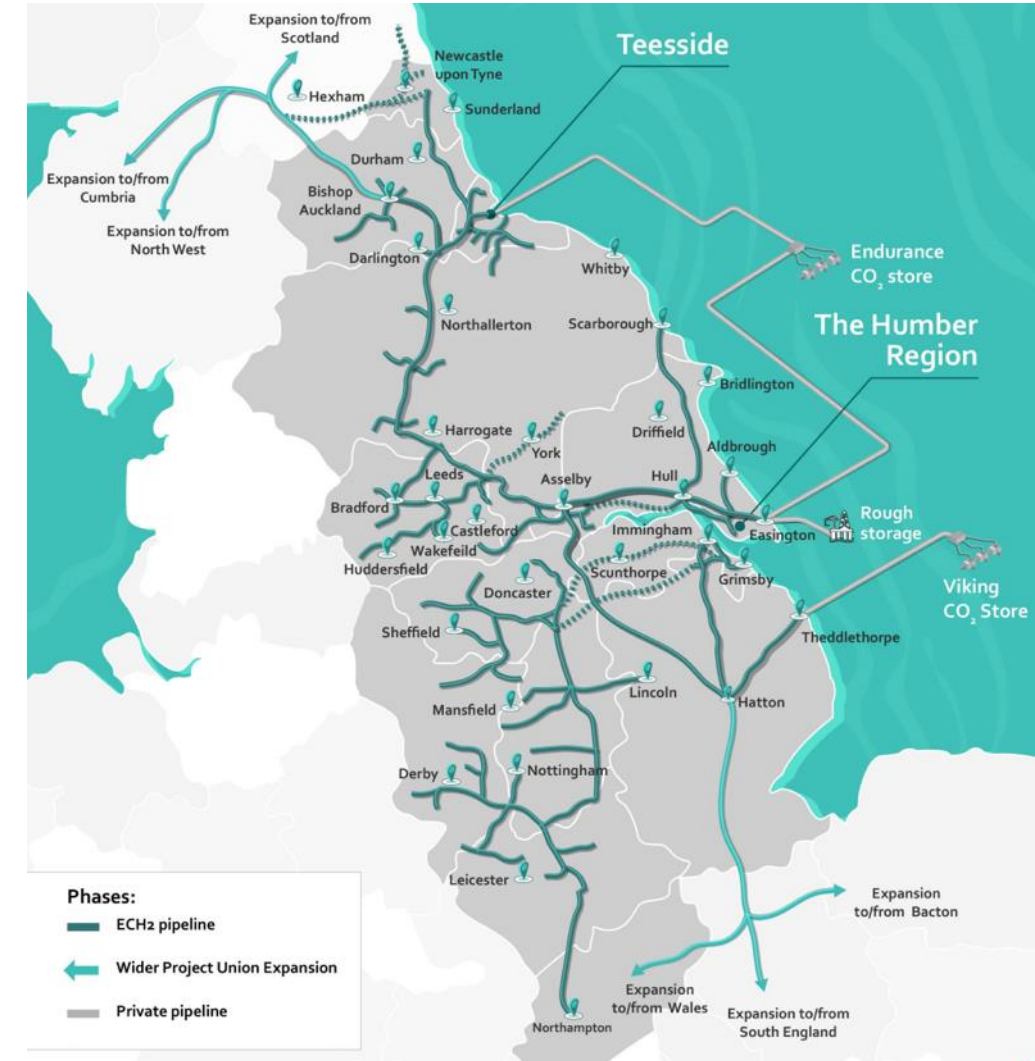 Expansion to/from
Scotland
Teesside
Newcastle
upon Tyne
Hexham
Sunderland
Durham
Expansion to/from
Cumbria
Bishop
Auckland
Expansion to/from
North West
Darlington
Whitby
Endurance
CO₂ store
Northallerton
Scarborough
The Humber
Region
Bridlington
Harrogate
York
Driffield
Aldbrough
Leeds
Asselby
Hull
Bradford
Castleford
Immingham
Easington
Rough
storage
Wakefeild
Huddersfield
Scunthorpe
Grimsby
Doncaster
Viking
CO₂ Store
Sheffield
Theddlethorpe
Lincoln
Hatton
Mansfield
Derby
Nottingham
Leicester
Phases:
ECH2 pipeline
Wider Project Union Expansion
Private pipeline
Expansion
to/from Bacton
Expansion
to/from Wales
Expansion to/from
South England
Northampton